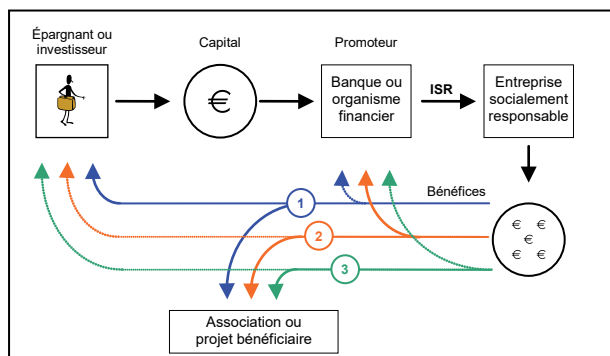 Épargnant ou
investisseur
Capital
Promoteur
€
Banque ou
organisme
financier
ISR
Entreprise
socialement
responsable
Bénéfices
1
2
3
€ €
€
€ €
Association ou
projet bénéficiaire